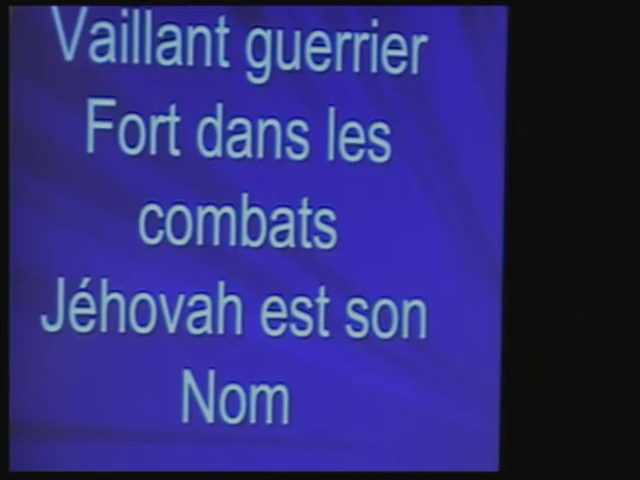 Vaillant guerrier
Fort dans les
combats
Jéhovah est son
Nom